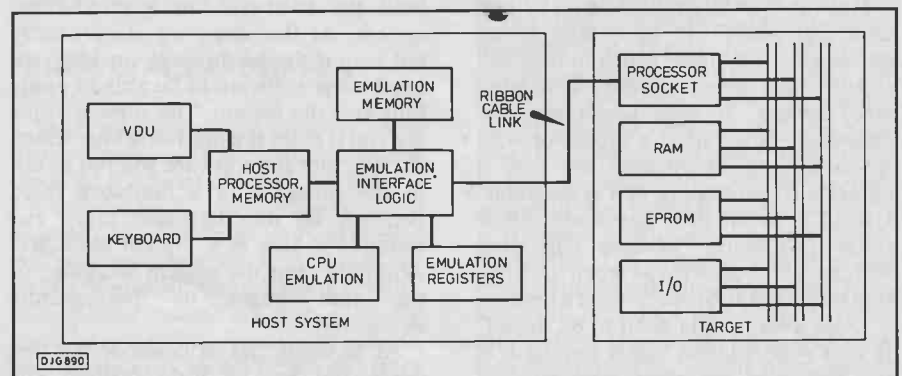 VDU
KEYBOARD
HOST
PROCESSOR,
MEMORY
EMULATION
MEMORY
EMULATION
INTERFACE
LOGIC
CPU
EMULATION
EMULATION
REGISTERS
HOST SYSTEM
RIBBON
CABLE
LINK
PROCESSOR
SOCKET
RAM
EPROM
I/O
TARGET
DJG890